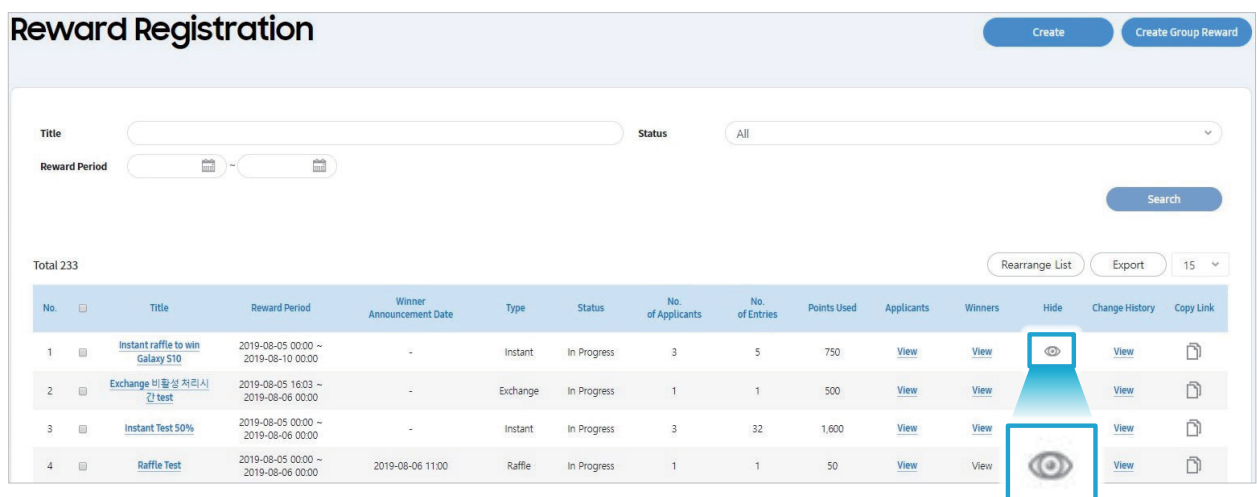 Reward Registration
Create
Create Group Reward
Title
Status
All
Reward Period
~
Search
Total 233
Rearrange List
Export
15
No. Title Reward Period Winner Announcement Date Type Status No. of Applicants No. of Entries Points Used Applicants Winners Hide Change History Copy Link
1 Instant raffle to win Galaxy S10 2019-08-05 00:00 ~ 2019-08-10 00:00 - Instant In Progress 3 5 750 View View View
2 Exchange 비활성 처리시간 test 2019-08-05 16:03 ~ 2019-08-06 00:00 - Exchange In Progress 1 1 500 View View View
3 Instant Test 50% 2019-08-05 00:00 ~ 2019-08-06 00:00 - Instant In Progress 3 32 1,600 View View View
4 Raffle Test 2019-08-05 00:00 ~ 2019-08-06 00:00 2019-08-06 11:00 Raffle In Progress 1 1 50 View View View